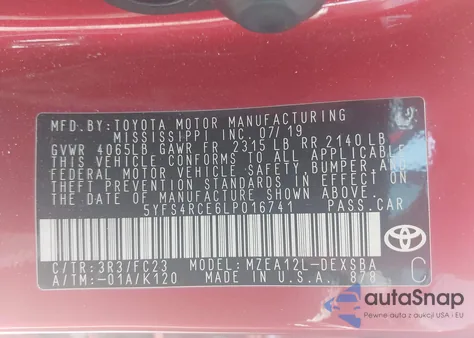 MFD.BY:TOYOTA MOTOR MANUFACTURING
MISSISSIPPI INC. 07/19
GVWR 4065LB GAWR FR 2315 LB RR 2140 LB
THIS VEHICLE CONFORMS TO ALL APPLICABLE
FEDERAL MOTOR VEHICLE SAFETY, BUMPER, AND
THEFT PREVENTION STANDARDS IN EFFECT ON
THE DATE OF MANUFACTURE SHOWN ABOVE.
5YFS4RCE6LP016741 PASS.CAR
C/TR: 3R3/FC23 MODEL: MZEA12L-DEXSBA
A/TM: -01A/K120 MADE IN U.S.A. 8/8
C
TOYOTA
autoSnap
Pewne auta z aukcji USA i EU